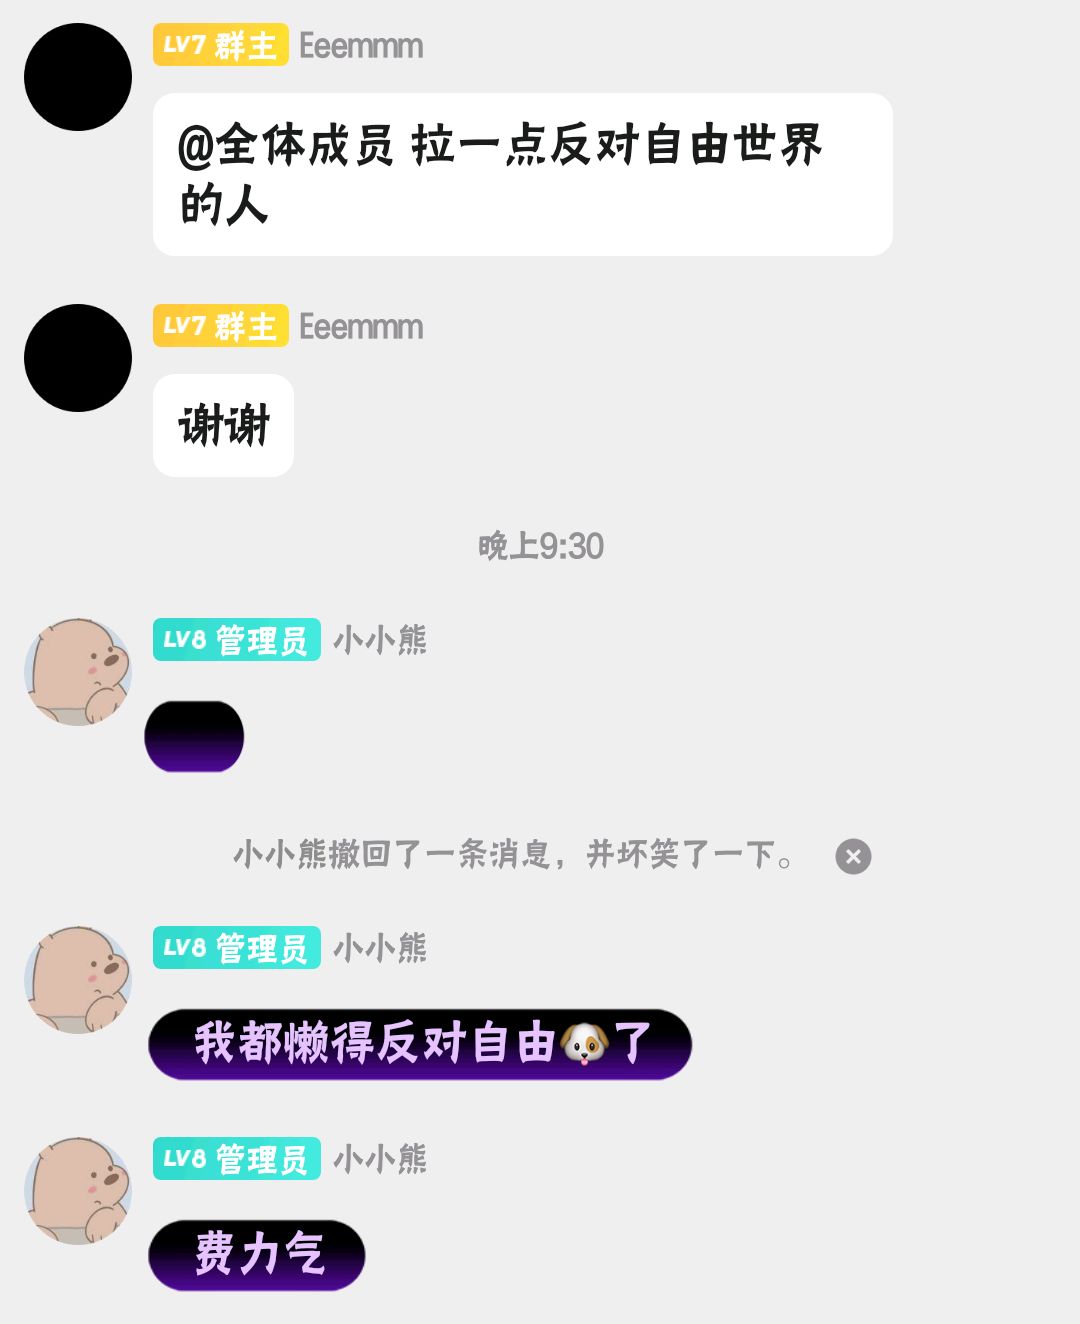 LV7 群主 Eeemmm
@全体成员 拉一点反对自由世界
的人
LV7 群主 Eeemmm
谢谢
晚上9:30
LV8 管理员 小小熊
小小熊撤回了一条消息，并坏笑了一下。
LV8 管理员 小小熊
我都懒得反对自由🐶了
LV8 管理员 小小熊
费力气